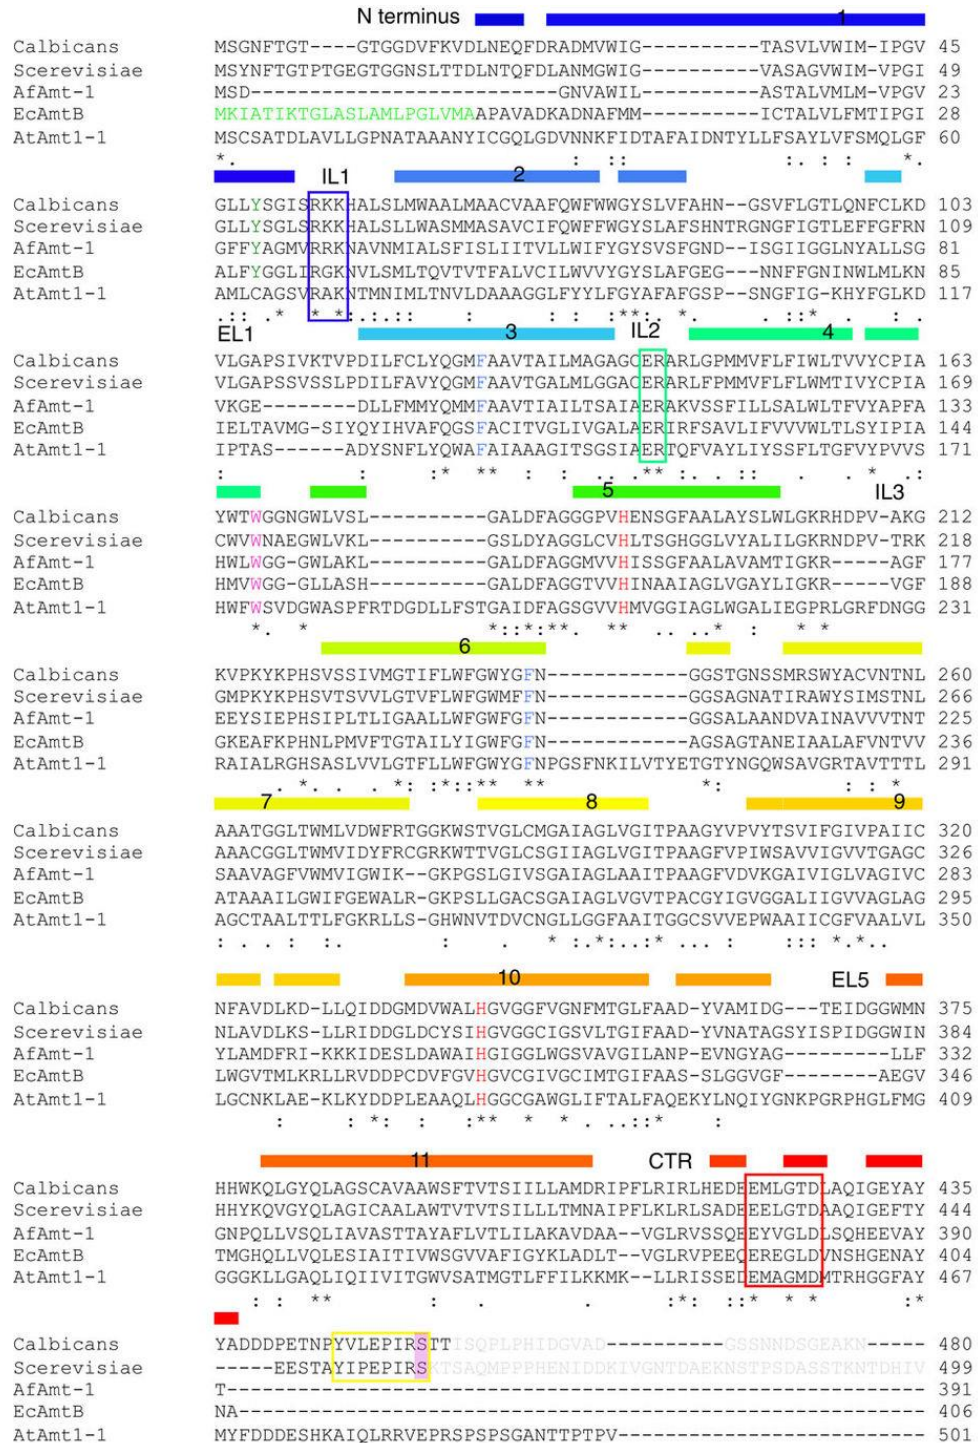 N terminus 1
Calbicans MSGNFTGT----GTGGDVFKVDLNEQFDRADMVWIG----------TASVLVWIM-IPGV 45
Scerevisiae MSYNFTGTPTGEGTGGNSLTTDLNTQFDLANMGWIG----------VASAGVWIM-VPGI 49
AfAmt-1 MSD-----------------------GNVAWIL----------ASTALVMLM-VPGV 23
EcAmtB MKIATIKTGLASLAMLPGLVMAAPAVADKADNAFMM----------ICTALVLFMTIPGI 28
AtAmt1-1 MSCSATDLAVLLGPNATAAANYICGQLGDVNNKFIDTAFAIDNTYLLFSAYLVFSMQLGF 60
*. : :: :. : : *.
IL1 2
Calbicans GLLYSGISRKKHALSLMWAALMAACVAAFQWFWWGYSLVFAHN--GSVFLGTLQNFCLKD 103
Scerevisiae GLLYSGLSRKKHALSLLWASMMASAVCIFQWFFWGYSLAFSHNTRGNGFIGTLEFFGFRN 109
AfAmt-1 GFFYAGMVRRKNAVNMIALSFISLIITVLLWIFYGYSVSFGND--ISGIIGGLNYALLSG 81
EcAmtB ALFYGGLIRGKNVLSMLTQVTVTFALVCILWVVYGYSLAFGEG--NNFFGNINWLMLKN 85
AtAmt1-1 AMLCAGSVRAKNTMNIMLTNVLDAAAGGLFYYLFGYAFAFGSP--SNGFIG-KHYFGLKD 117
.:: .* * *:.:.:: : : : :**: *. . : .
EL1 3 IL2 4
Calbicans VLGAPSIVKTVPDILFCLYQGMFAAVTAILMAGAGCERARLGPMMVFLFIWLTVVYCPIA 163
Scerevisiae VLGAPSSVSSLPDILFAVYQGMFAAVTGALMLGGACERARLFPMMVFLFLWMTIVYCPIA 169
AfAmt-1 VKGE-------DLLFMMYQMMFAAVTIAILTSAIAERAKVSSFILLSALWLTFVYAPFA 133
EcAmtB IELTAVMG-SIYQYIHVAFQGSFACITVGLIVGALAERIRFSAVLIFVVVWLTLSYIPIA 144
AtAmt1-1 IPTAS------ADYSNFLYQWAFAIAAAGITSGSIAERTQFVAYLIYSSFLTGFVYPVVS 171
: :* ** : : . .** . : : . * .:
5 IL3
Calbicans YWTWGGNGWLVSL----------GALDFAGGGPVHENSGFAALAYSLWLGKRHDPV-AKG 212
Scerevisiae CWVWNAEGWLVKL----------GSLDYAGGLCVHLTSGHGGLVYALILGKRNDPV-TRK 218
AfAmt-1 HWLWGG-GWLAKL----------GALDFAGGMVVHISSGFAALAVAMTIGKR-----AGF 177
EcAmtB HMVWGG-GLLASH----------GALDFAGGTVVHINAAIAGLVGAYLIGKR-----VGF 188
AtAmt1-1 HWFWSVDGWASPFRTDGDLLFSTGAIDFAGSGVVHMVGGIAGLWGALIEGPRLGRFDNGG 231
*. * *::*:** ** .. .* : * *
6
Calbicans KVPKYKPHSVSSIVMGTIFLWFGWYGFN------------GGSTGNSSMRSWYACVNTNL 260
Scerevisiae GMPKYKPHSVTSVVLGTVFLWFGWMFFN------------GGSAGNATIRAWYSIMSTNL 266
AfAmt-1 EEYSIEPHSIPLTLIGAALLWFGWFGFN------------GGSALAANDVAINAVVVTNT 225
EcAmtB GKEAFKPHNLPMVFTGTAILYIGWFGFN------------AGSAGTANEIAALAFVNTVV 236
AtAmt1-1 RAIALRGHSASLVVLGTFLLWFGWYGFNPGSFNKILVTYETGTYNGQWSAVGRTAVTTTL 291
. *. . *: :*::** ** *: : : *
7 8 9
Calbicans AAATGGLTWMLVDWFRTGGKWSTVGLCMGAIAGLVGITPAAGYVPVYTSVIFGIVPAIIC 320
Scerevisiae AAACGGLTWMVIDYFRCGRKWTTVGLCSGIIAGLVGITPAAGFVPIWSAVVIGVVTGAGC 326
AfAmt-1 SAAVAGFVWMVIGWIK--GKPGSLGIVSGAIAGLAAITPAAGFVDVKGAIVIGLVAGIVC 283
EcAmtB ATAAAILGWIFGEWALR-GKPSLLGACSGAIAGLVGVTPACGYIGVGGALIIGVVAGLAG 295
AtAmt1-1 AGCTAALTTLFGKRLLS-GHWNVTDVCNGLLGGFAAITGGCSVVEPWAAIICGFVAALVL 350
: . . : :. : . * :.*:..:* .. : ::: *.*..
10 EL5
Calbicans NFAVDLKD-LLQIDDGMDVWALHGVGGFVGNFMTGLFAAD-YVAMIDG---TEIDGGWMN 375
Scerevisiae NLAVDLKS-LLRIDDGLDCYSIHGVGGCIGSVLTGIFAAD-YVNATAGSYISPIDGGWIN 384
AfAmt-1 YLAMDFRI-KKKIDESLDAWAIHGIGGLWGSVAVGILANP-EVNGYAG---------LLF 332
EcAmtB LWGVTMLKRLLRVDDPCDVFGVHGVCGIVGCIMTGIFAAS-SLGGVGF--------AEGV 346
AtAmt1-1 LGCNKLAE-KLKYDDPLEAAQLHGGCGAWGLIFTALFAQEKYLNQIYGNKPGRPHGLFMG 409
: *: : ** * * . .::* :
11 CTR
Calbicans HHWKQLGYQLAGSCAVAAWSFTVTSIILLAMDRIPFLRIRLHEDEEMLGTDLAQIGEYAY 435
Scerevisiae HHYKQVGYQLAGICAALAWTVTVTSILLLTMNAIPFLKLRLSADEEELGTDAAQIGEFTY 444
AfAmt-1 GNPQLLVSQLIAVASTTAYAFLVTLILAKAVDAA--VGLRVSSQEEYVGLDLSQHEEVAY 390
EcAmtB TMGHQLLVQLESIAITIVWSGVVAFIGYKLADLT--VGLRVPEEQEREGLDVNSHGENAY 404
AtAmt1-1 GGGKLLGAQLIQIIVITGWVSATMGTLFFILKKMK--LLRISSEDEMAGMDMTRHGGFAY 467
: : ** : . :*: ::* * * :*
Calbicans YADDDPETNPYVLEPIRSTTISQPLPHIDGVAD----------GSSNNDSGEAKN---- 480
Scerevisiae -----EESTAYIPEPIRSKTSAQMPPPHENIDDKIVGNTDAEKNSTPSDASSTKNTDHIV 499
AfAmt-1 T----------------------------------------------------------- 391
EcAmtB NA---------------------------------------------------------- 406
AtAmt1-1 MYFDDDESHKAIQLRRVEPRSPSPSGANTTPTPV-------------------------- 501